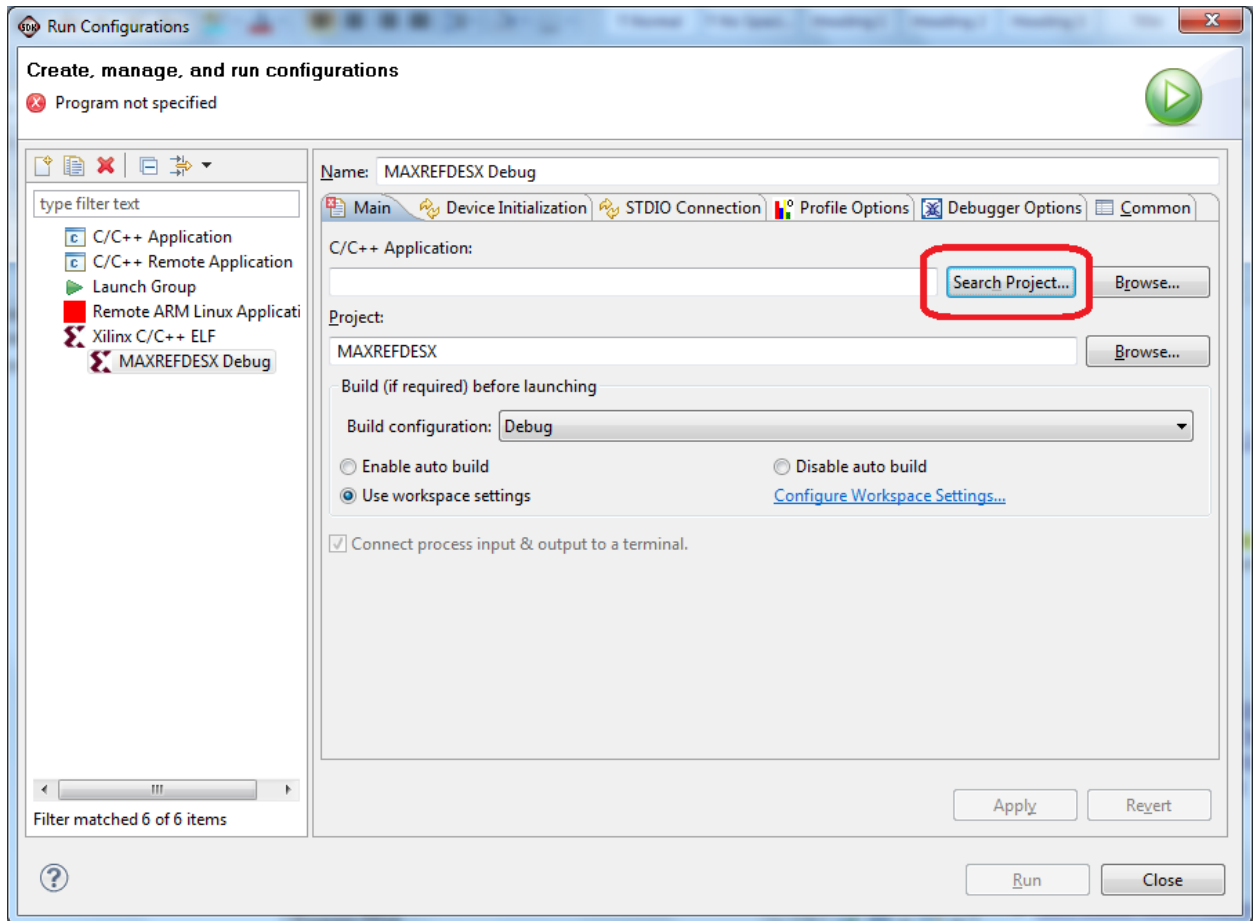 SDK Run Configurations
Create, manage, and run configurations
Program not specified
type filter text
C/C++ Application
C/C++ Remote Application
Launch Group
Remote ARM Linux Applicati
Xilinx C/C++ ELF
MAXREFDESX Debug
Filter matched 6 of 6 items
Name: MAXREFDESX Debug
Main Device Initialization STDIO Connection Profile Options Debugger Options Common
C/C++ Application:
Search Project... Browse...
Project:
MAXREFDESX Browse...
Build (if required) before launching
Build configuration: Debug
Enable auto build Disable auto build
Use workspace settings Configure Workspace Settings...
Connect process input & output to a terminal.
Apply Revert
Run Close